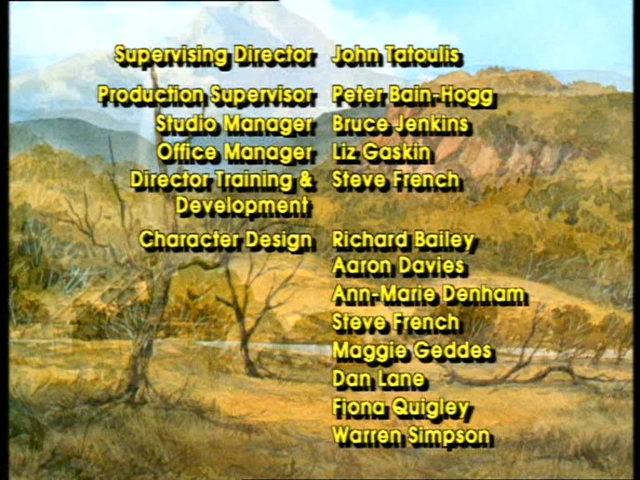 Supervising Director John Tatoulis
Production Supervisor Peter Bain-Hogg
Studio Manager Bruce Jenkins
Office Manager Liz Gaskin
Director Training & Steve French
Development
Character Design Richard Bailey
Aaron Davies
Ann-Marie Denham
Steve French
Maggie Geddes
Dan Lane
Fiona Quigley
Warren Simpson